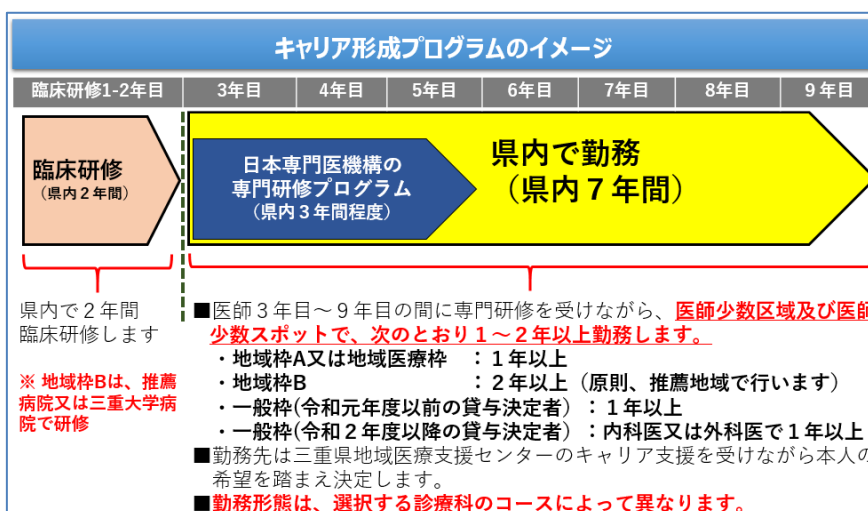 キャリア形成プログラムのイメージ
臨床研修1-2年目 3年目 4年目 5年目 6年目 7年目 8年目 9年目
臨床研修
（県内２年間）
日本専門医機構の
専門研修プログラム
（県内３年間程度）
県内で勤務
（県内７年間）
県内で２年間
臨床研修します
※ 地域枠Bは、推薦
病院又は三重大学病
院で研修
■医師３年目～９年目の間に専門研修を受けながら、医師少数区域及び医師
少数スポットで、次のとおり１～２年以上勤務します。
・地域枠A又は地域医療枠 ：１年以上
・地域枠B ：２年以上（原則、推薦地域で行います）
・一般枠(令和元年度以前の貸与決定者）：１年以上
・一般枠(令和２年度以降の貸与決定者）：内科医又は外科医で１年以上
■勤務先は三重県地域医療支援センターのキャリア支援を受けながら本人の
希望を踏まえ決定します。
■勤務形態は、選択する診療科のコースによって異なります。